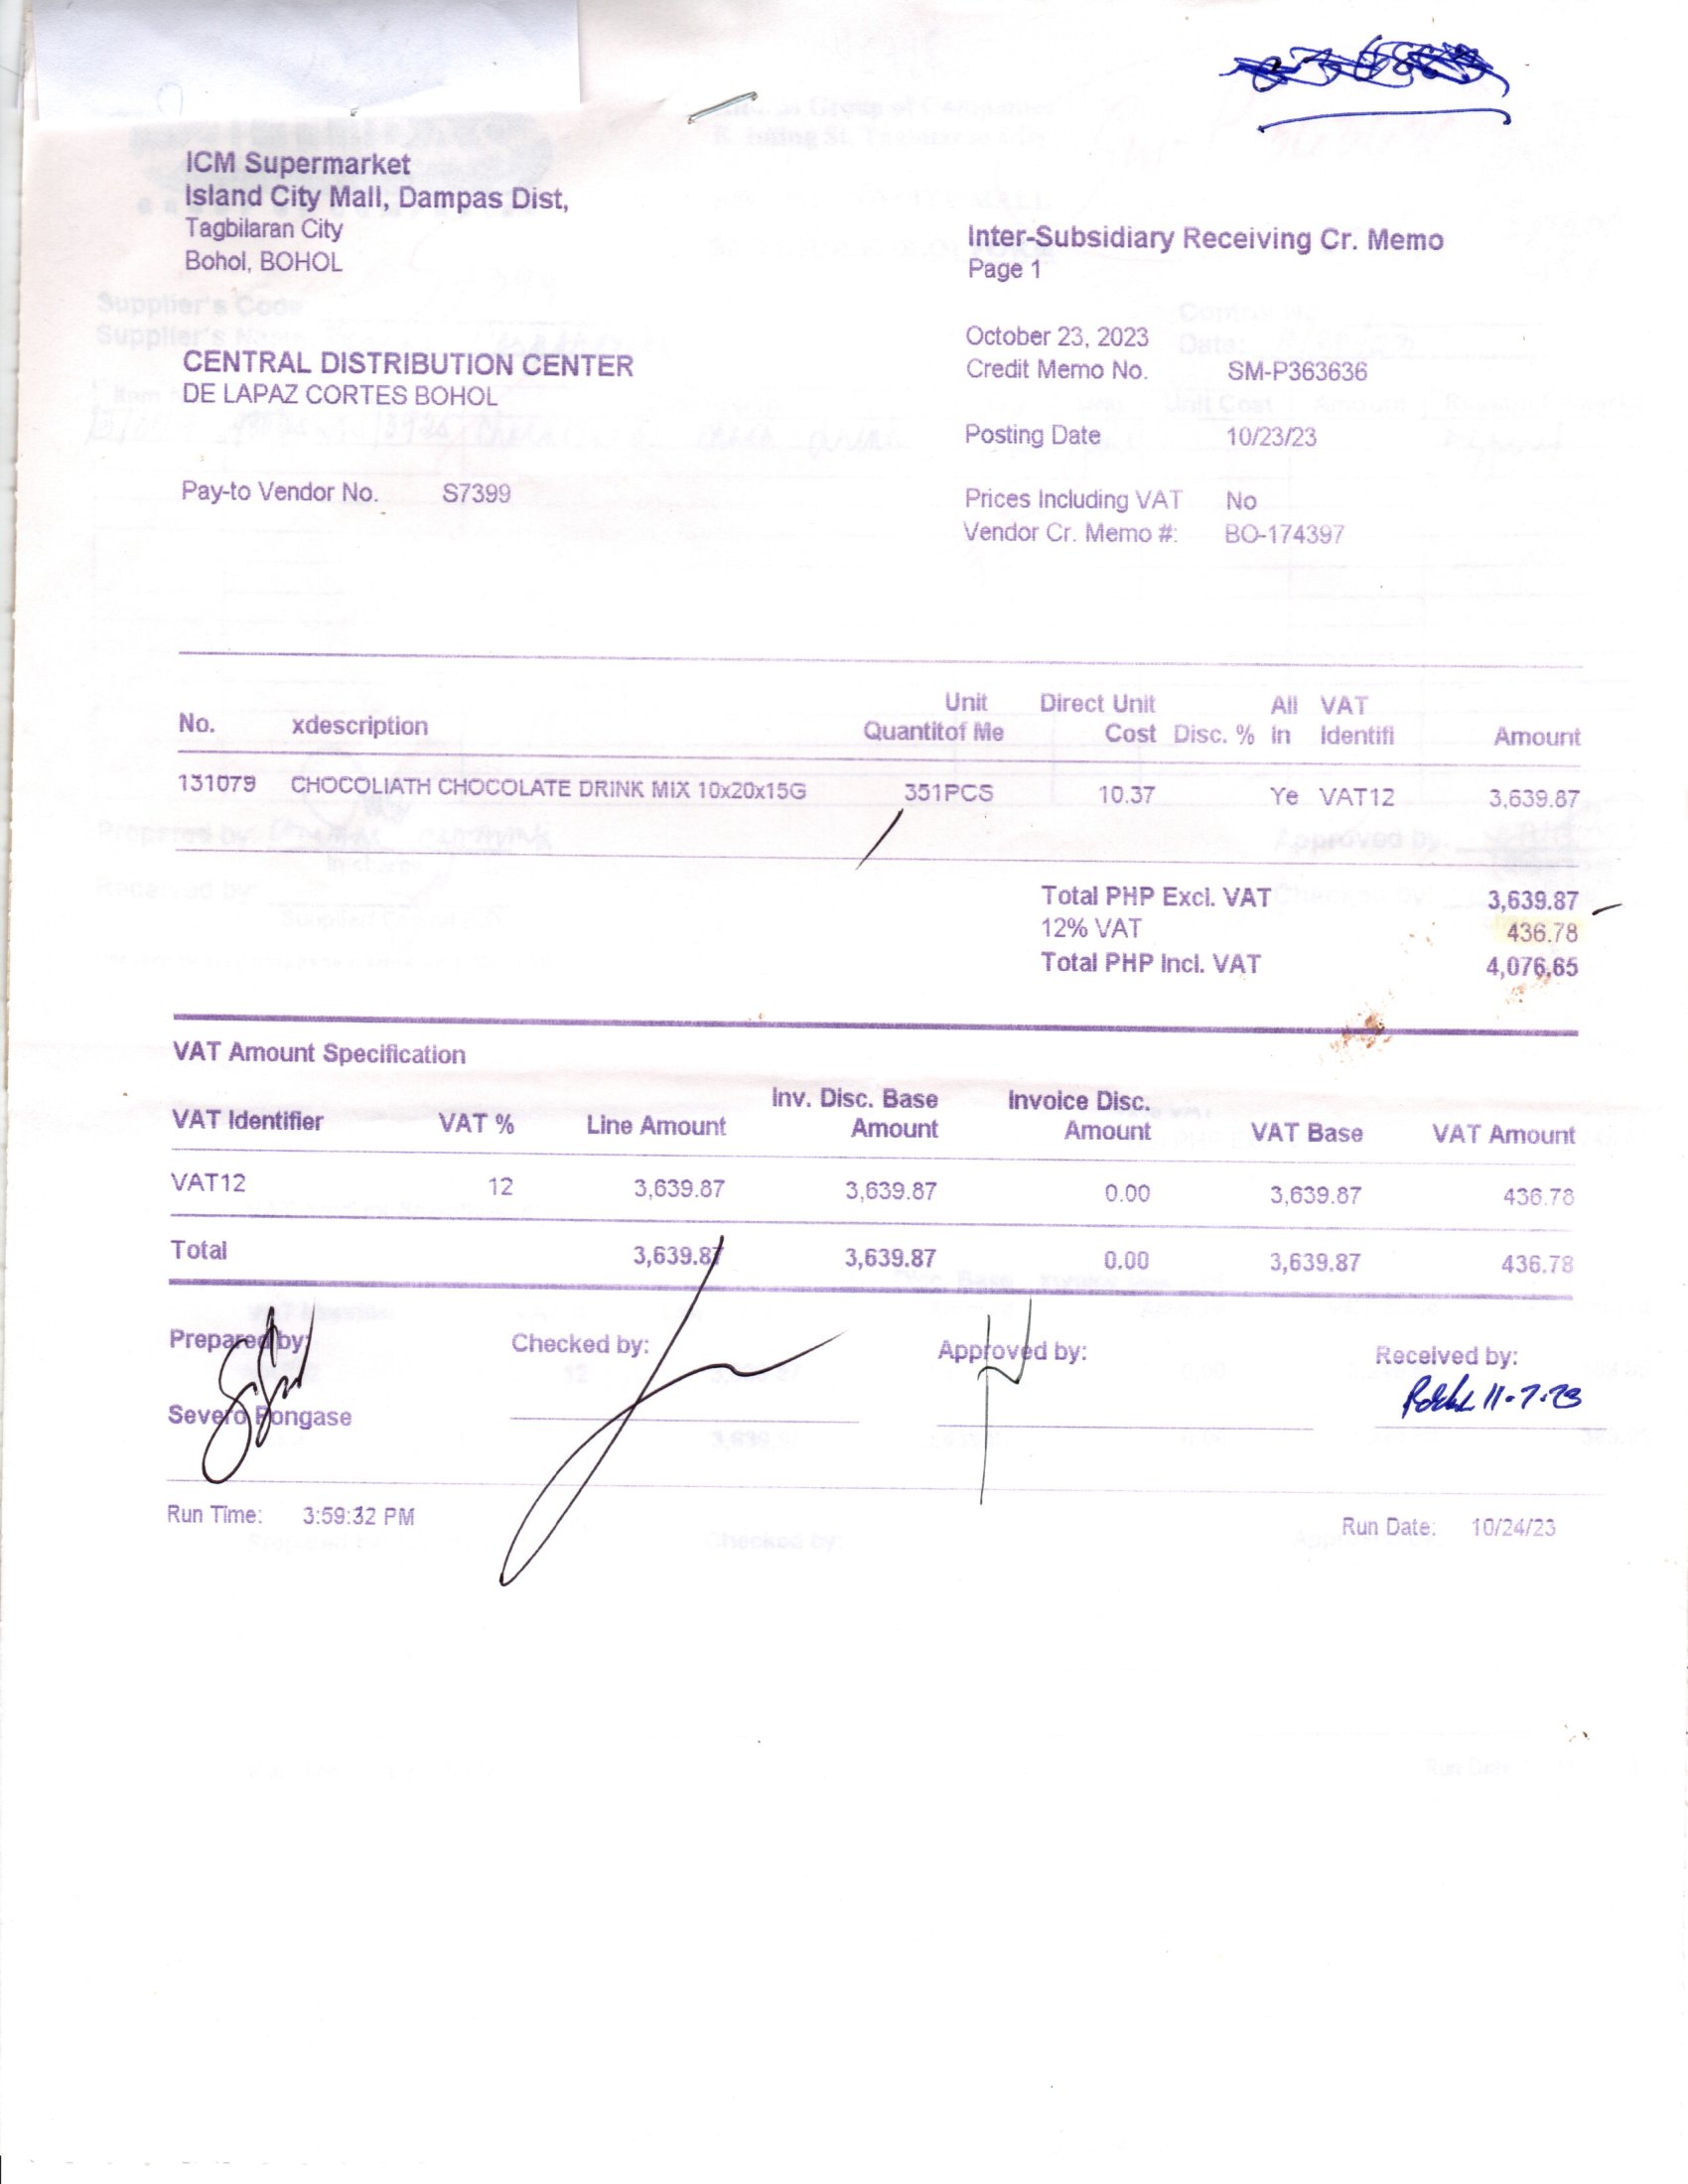 ICM Supermarket
Island City Mall, Dampas Dist,
Tagbilaran City
Bohol, BOHOL
Inter-Subsidiary Receiving Cr. Memo
Page 1
CENTRAL DISTRIBUTION CENTER
DE LAPAZ CORTES BOHOL
October 23, 2023
Credit Memo No. SM-P363636
Posting Date 10/23/23
Pay-to Vendor No. S7399
Prices Including VAT No
Vendor Cr. Memo #: BO-174397
Unit Direct Unit All VAT
No. xdescription Quantitof Me Cost Disc. % In Identifi Amount
131079 CHOCOLIATH CHOCOLATE DRINK MIX 10x20x15G 351PCS 10.37 Ye VAT12 3,639.87
Total PHP Excl. VAT 3,639.87
12% VAT 436.78
Total PHP Incl. VAT 4,076.65
VAT Amount Specification
Inv. Disc. Base Invoice Disc.
VAT Identifier VAT % Line Amount Amount Amount VAT Base VAT Amount
VAT12 12 3,639.87 3,639.87 0.00 3,639.87 436.78
Total 3,639.87 3,639.87 0.00 3,639.87 436.78
Prepared by: Checked by: Approved by: Received by:
11-7-23
Severo Pongase
Run Time: 3:59:32 PM Run Date: 10/24/23